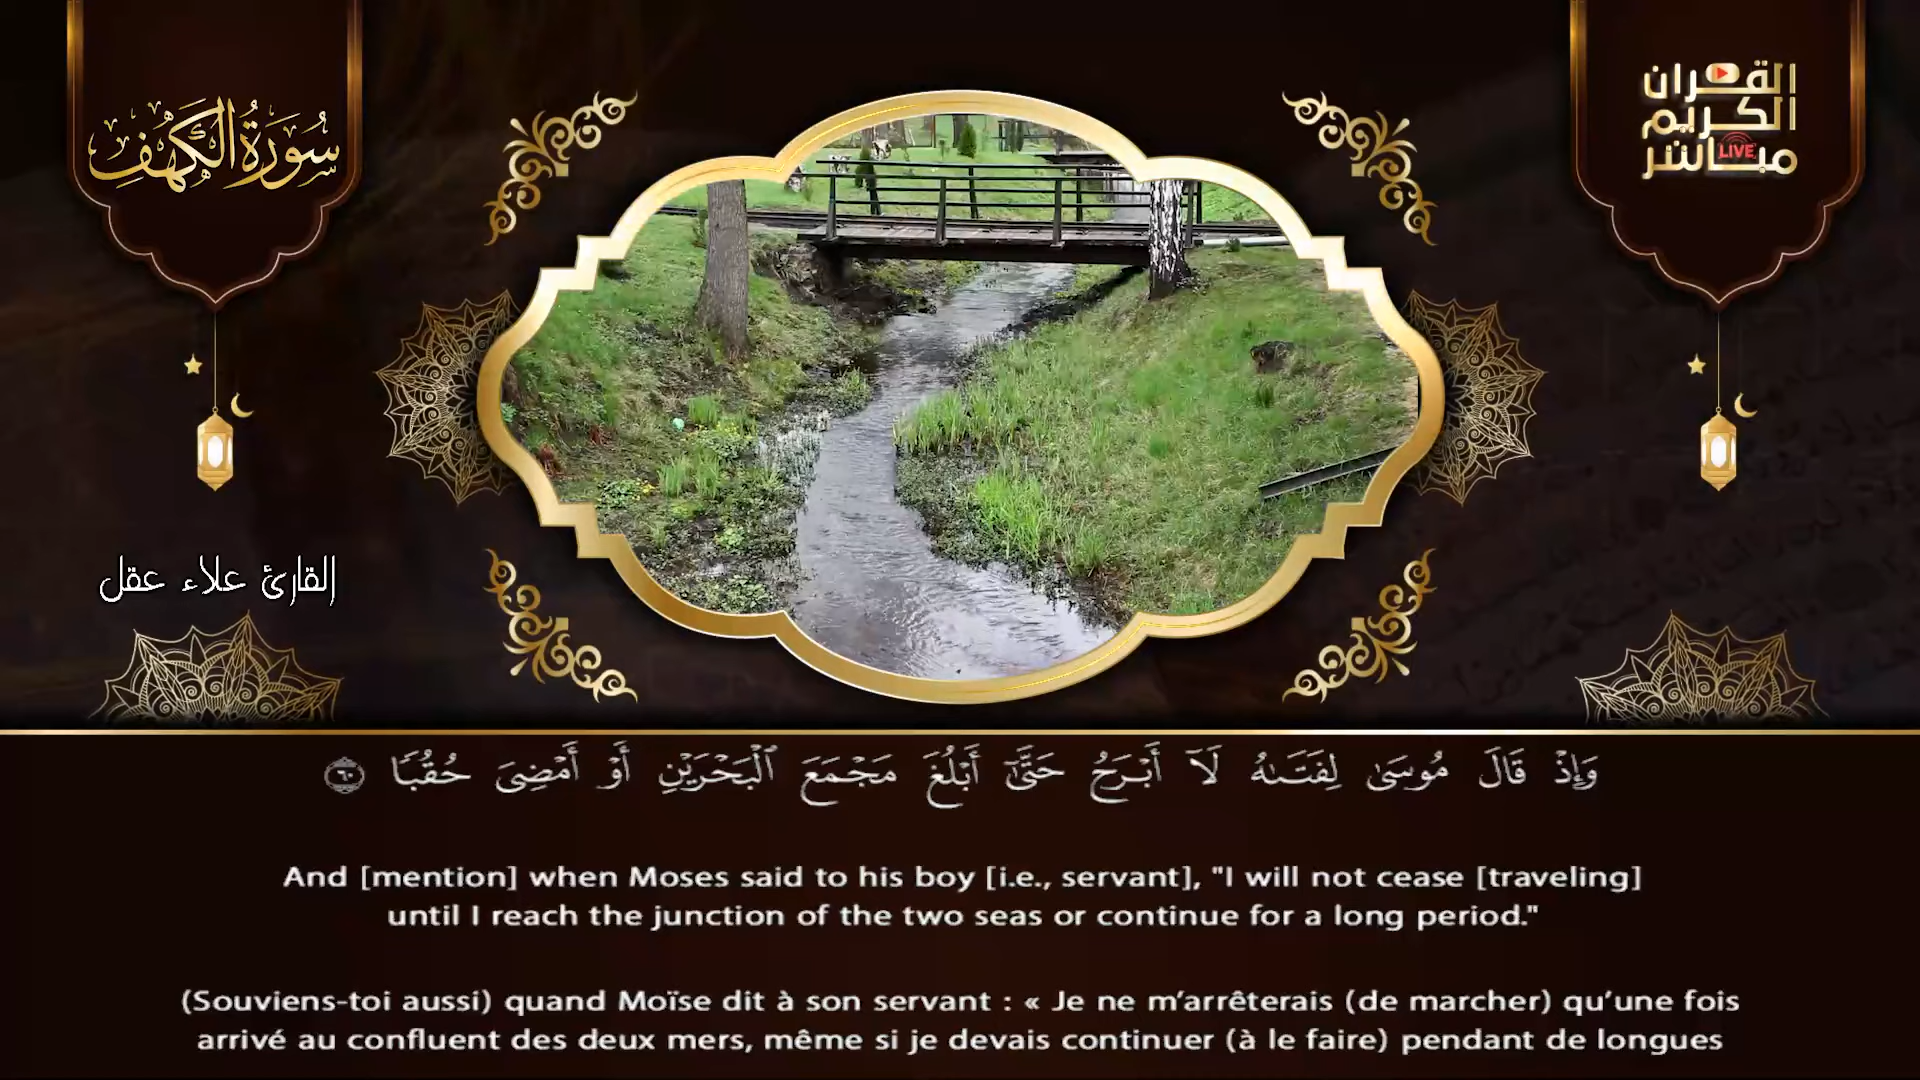 سُورَةُ الكَهْفِ
القرآن
الكريم
مباشر
LIVE
القارئ علاء عقل
وَإِذْ قَالَ مُوسَىٰ لِفَتَىٰهُ لَآ أَبْرَحُ حَتَّىٰٓ أَبْلُغَ مَجْمَعَ ٱلْبَحْرَيْنِ أَوْ أَمْضِىَ حُقُبًا ٦٠
And [mention] when Moses said to his boy [i.e., servant], "I will not cease [traveling]
until I reach the junction of the two seas or continue for a long period."
(Souviens-toi aussi) quand Moïse dit à son servant : « Je ne m’arrêterais (de marcher) qu’une fois
arrivé au confluent des deux mers, même si je devais continuer (à le faire) pendant de longues